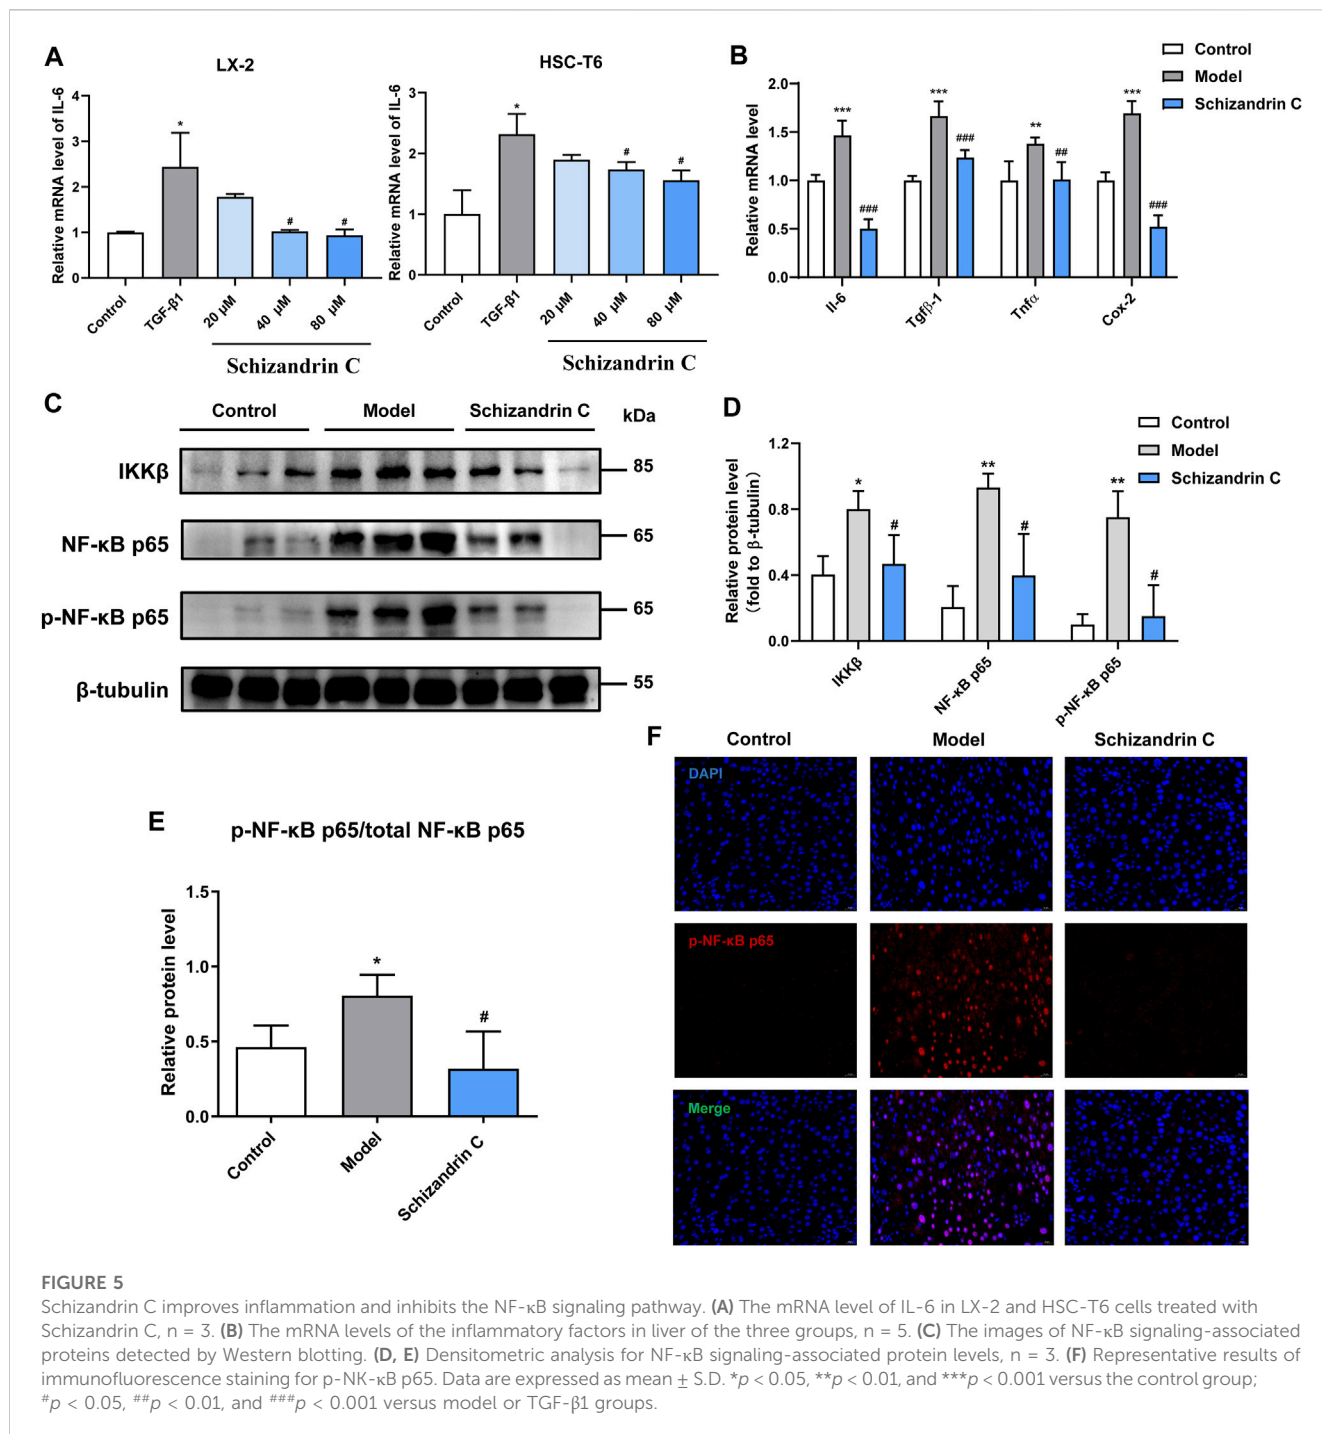 A
LX-2
Relative mRNA level of IL-6
4
3
2
1
0
*
#
#
Control
TGF-β1
20 μM
40 μM
80 μM
Schizandrin C
HSC-T6
Relative mRNA level of IL-6
3
2
1
0
*
#
#
Control
TGF-β1
20 μM
40 μM
80 μM
Schizandrin C
B
Control
Model
Schizandrin C
Relative mRNA level
2.0
1.5
1.0
0.5
0.0
***
###
***
###
**
##
***
###
Il-6
Tgfβ-1
Tnfα
Cox-2
C
Control
Model
Schizandrin C
kDa
IKKβ
85
NF-κB p65
65
p-NF-κB p65
65
β-tubulin
55
D
Control
Model
Schizandrin C
Relative protein level
(fold to β-tubulin)
1.2
0.8
0.4
0.0
*
#
**
#
**
#
IKKβ
NF-κB p65
p-NF-κB p65
E
p-NF-κB p65/total NF-κB p65
Relative protein level
1.5
1.0
0.5
0.0
*
#
Control
Model
Schizandrin C
F
Control
Model
Schizandrin C
DAPI
p-NF-κB p65
Merge
FIGURE 5
Schizandrin C improves inflammation and inhibits the NF-κB signaling pathway. (A) The mRNA level of IL-6 in LX-2 and HSC-T6 cells treated with
Schizandrin C, n = 3. (B) The mRNA levels of the inflammatory factors in liver of the three groups, n = 5. (C) The images of NF-κB signaling-associated
proteins detected by Western blotting. (D, E) Densitometric analysis for NF-κB signaling-associated protein levels, n = 3. (F) Representative results of
immunofluorescence staining for p-NK-κB p65. Data are expressed as mean ± S.D. *p < 0.05, **p < 0.01, and ***p < 0.001 versus the control group;
#p < 0.05, ##p < 0.01, and ###p < 0.001 versus model or TGF-β1 groups.